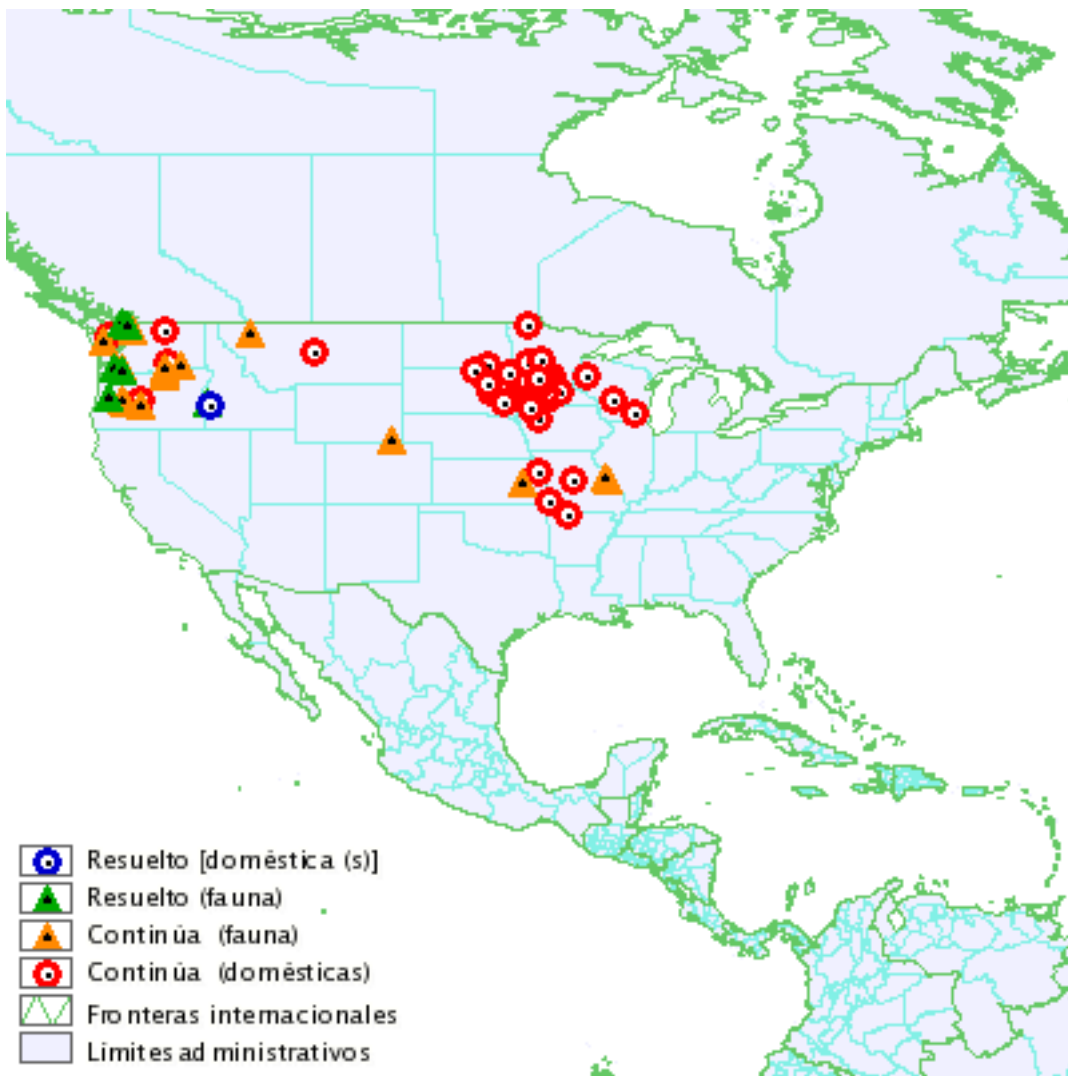 Resuelto [doméstica (s)]
Resuelto (fauna)
Continúa (fauna)
Continúa (domésticas)
Fronteras internacionales
Límites administrativos